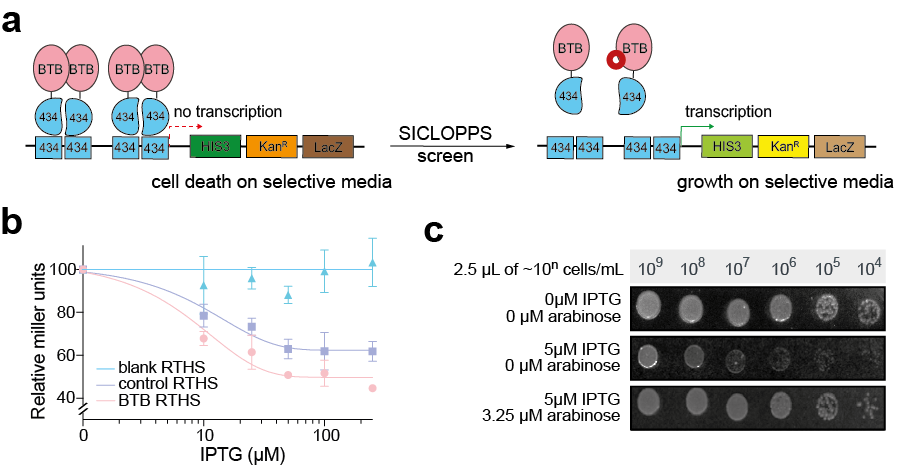 a
BTB BTB BTB BTB
434 434 434 434
434 434 434 434
no transcription
HIS3 KanR LacZ
cell death on selective media
SICLOPPS
screen
BTB BTB
434 434
434 434 434 434
transcription
HIS3 KanR LacZ
growth on selective media
b
Relative miller units
100
80
60
40
blank RTHS
control RTHS
BTB RTHS
0 10 100
IPTG (µM)
c
2.5 µL of ~10ⁿ cells/mL 10⁹ 10⁸ 10⁷ 10⁶ 10⁵ 10⁴
0µM IPTG
0 µM arabinose
5µM IPTG
0 µM arabinose
5µM IPTG
3.25 µM arabinose